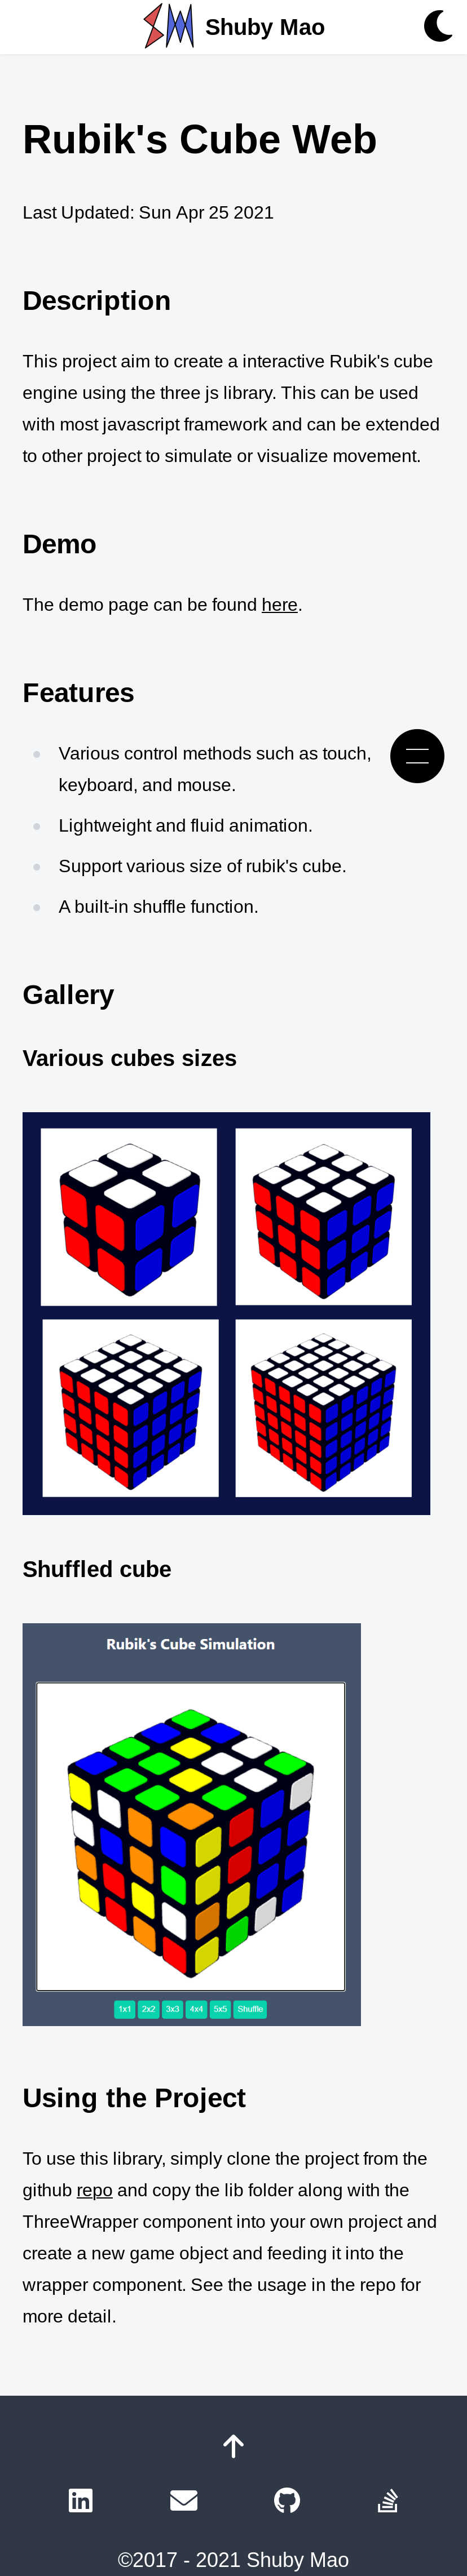 SM Shuby Mao
Rubik's Cube Web
Last Updated: Sun Apr 25 2021
Description
This project aim to create a interactive Rubik's cube
engine using the three js library. This can be used
with most javascript framework and can be extended
to other project to simulate or visualize movement.
Demo
The demo page can be found here.
Features
Various control methods such as touch,
keyboard, and mouse.
Lightweight and fluid animation.
Support various size of rubik's cube.
A built-in shuffle function.
Gallery
Various cubes sizes
Shuffled cube
Rubik's Cube Simulation
1x1 2x2 3x3 4x4 5x5 Shuffle
Using the Project
To use this library, simply clone the project from the
github repo and copy the lib folder along with the
ThreeWrapper component into your own project and
create a new game object and feeding it into the
wrapper component. See the usage in the repo for
more detail.
©2017 - 2021 Shuby Mao